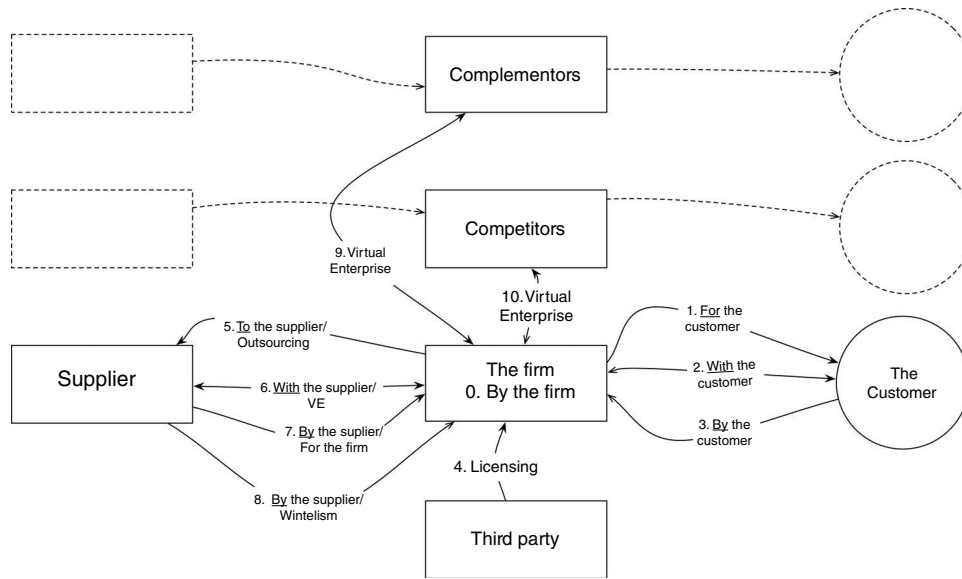 Complementors
Competitors
9.Virtual
Enterprise
10.Virtual
Enterprise
1. For the
customer
5. To the supplier/
Outsourcing
Supplier
The firm
0. By the firm
2. With the
customer
The
Customer
6. With the supplier/
VE
7. By the suplier/
For the firm
3. By the
customer
4. Licensing
8. By the supplier/
Wintelism
Third party